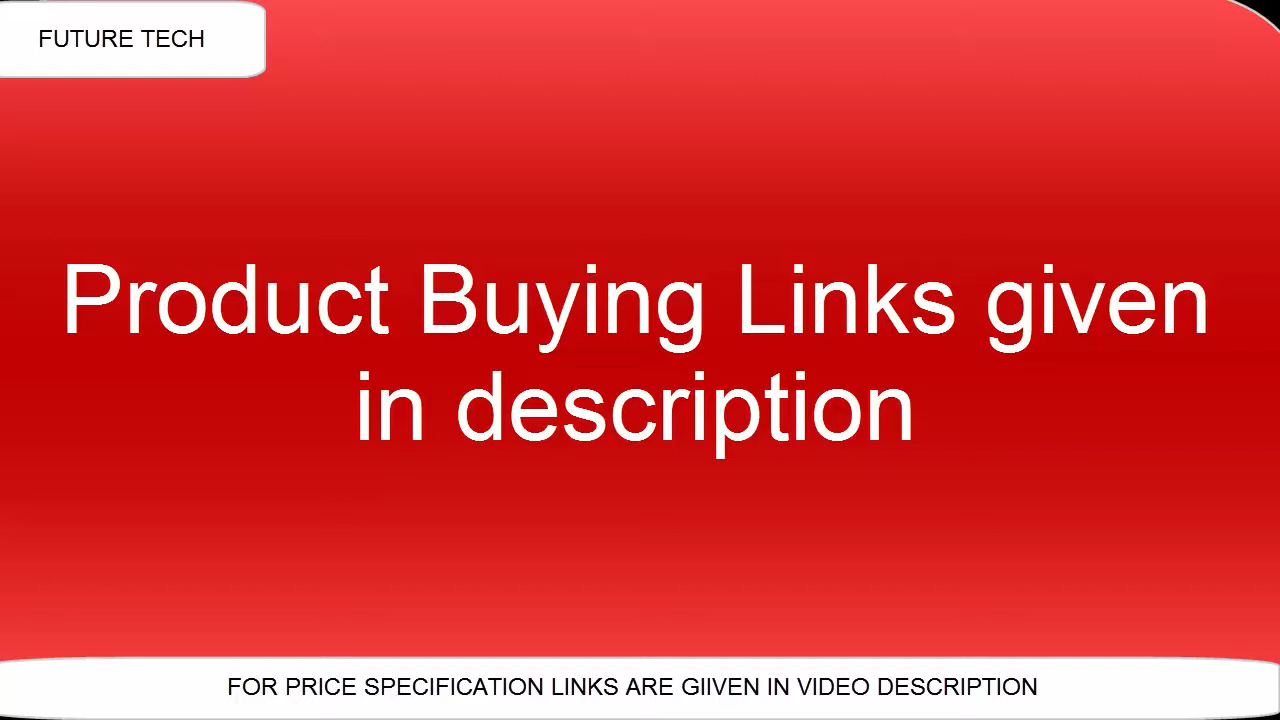 FUTURE TECH
Product Buying Links given
in description
FOR PRICE SPECIFICATION LINKS ARE GIIVEN IN VIDEO DESCRIPTION